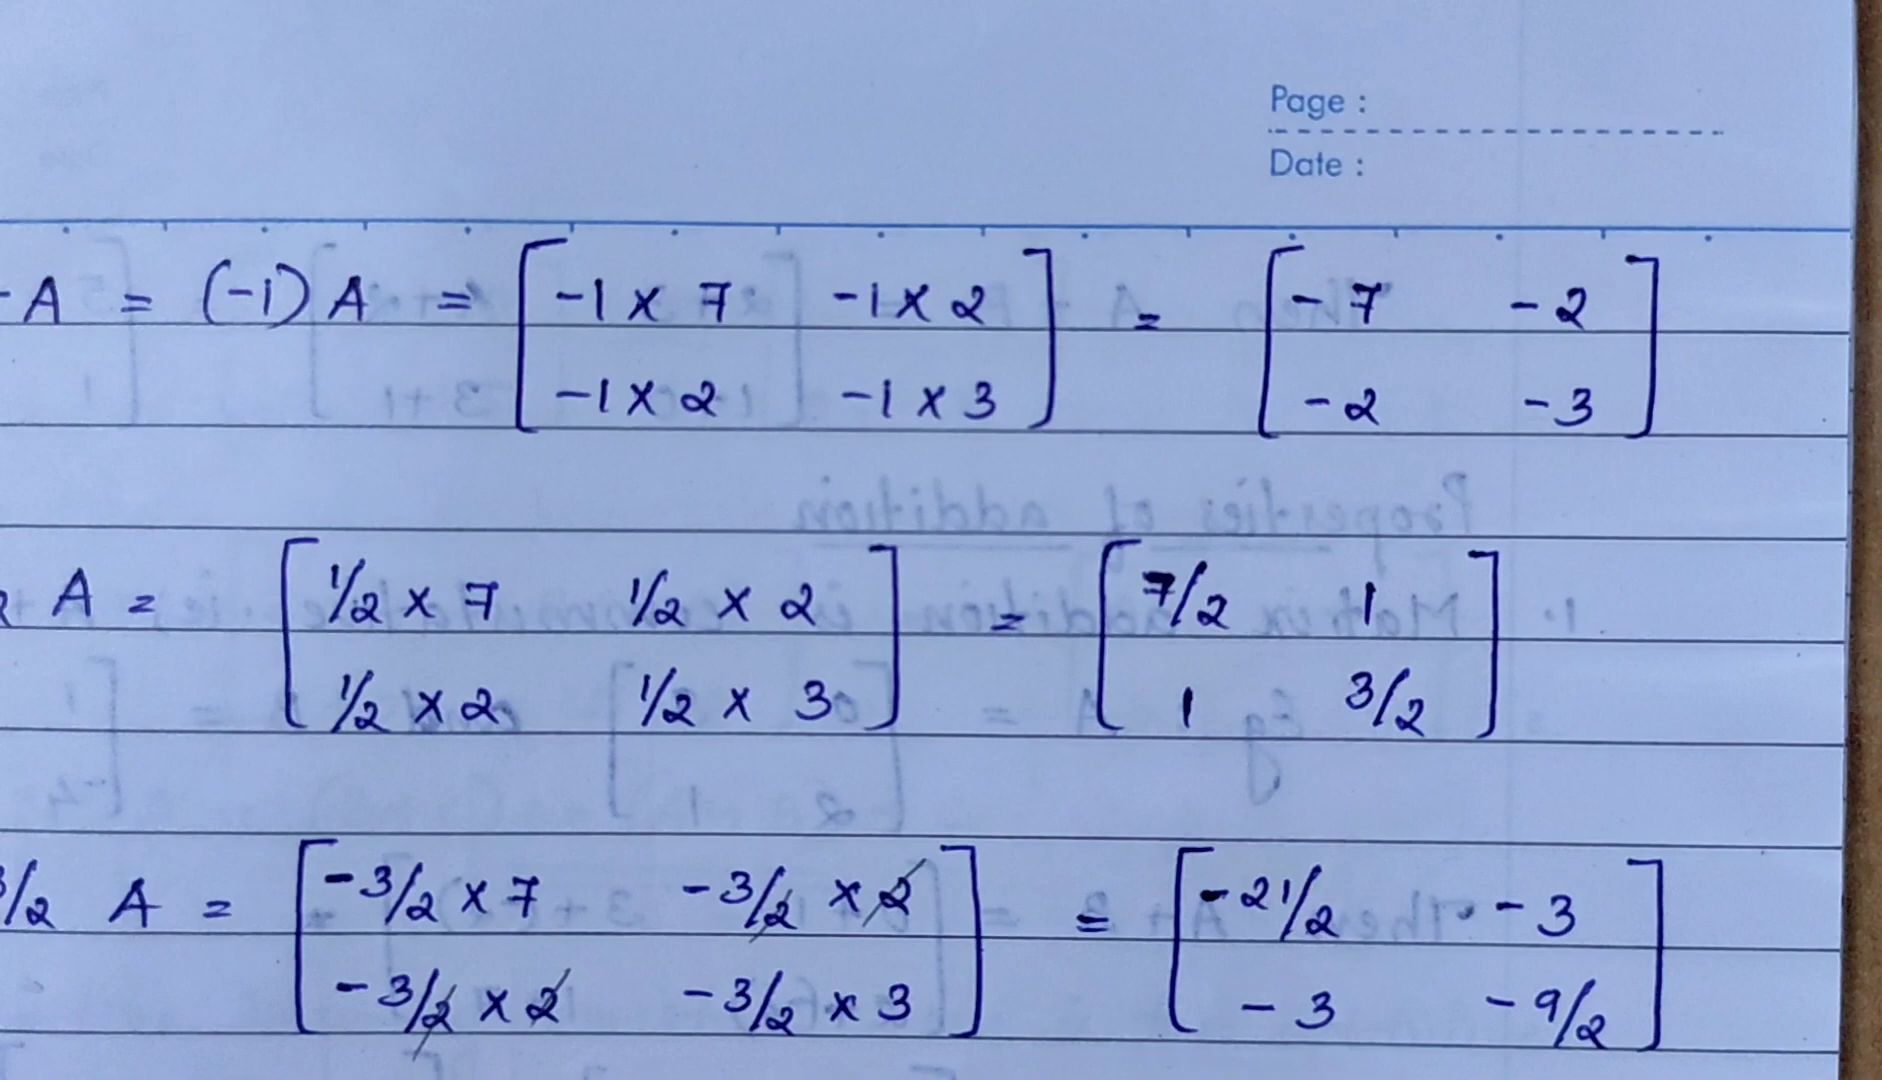 Page :
Date :
-A = (-1) A = [ -1 x 7 -1 x 2 ] = [ -7 -2 ]
[ -1 x 2 -1 x 3 ] [ -2 -3 ]
A = [ 1/2 x 7 1/2 x 2 ] = [ 7/2 1 ]
[ 1/2 x 2 1/2 x 3 ] [ 1 3/2 ]
3/2 A = [ -3/2 x 7 -3/2 x 2 ] = [ -21/2 -3 ]
[ -3/2 x 2 -3/2 x 3 ] [ -3 -9/2 ]